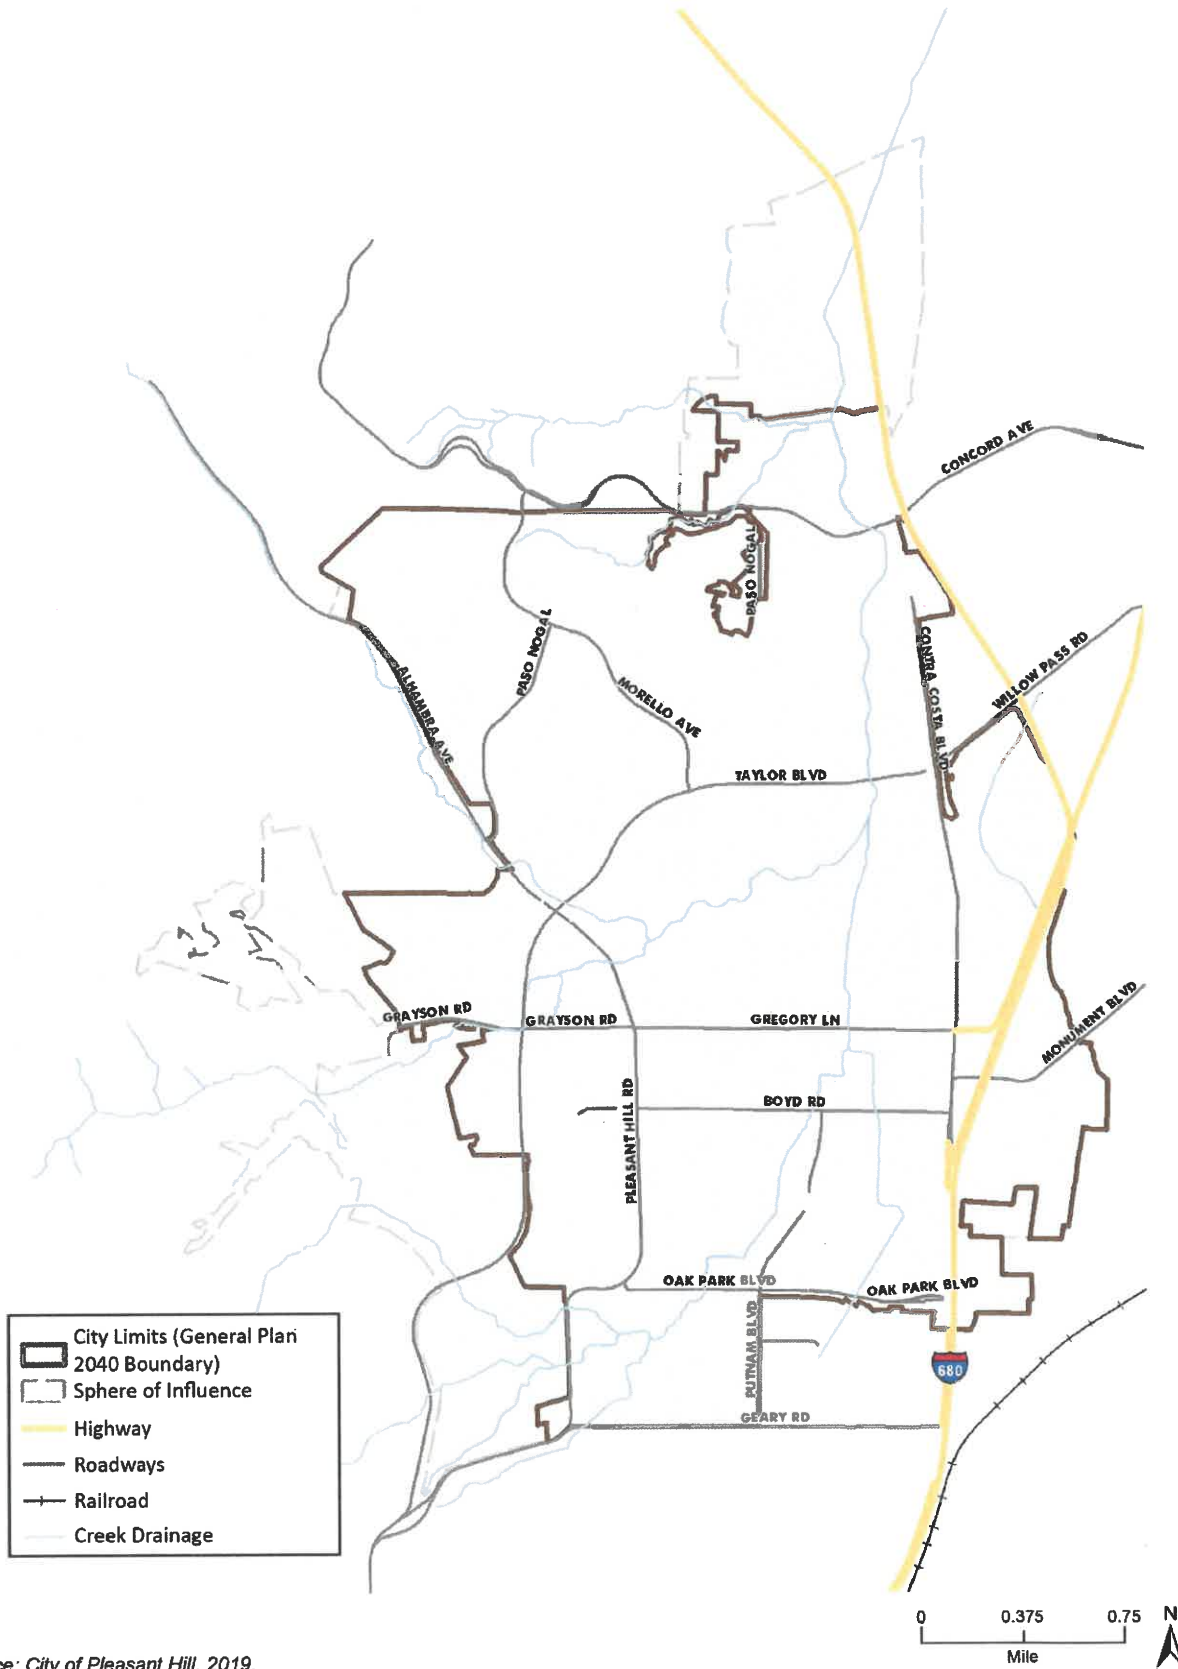 CONCORD AVE
PASO NOGAL
PASO NOGAL
CONTRA COSTA BLVD
WILLOW PASS RD
ALHAMBRA AVE
MORELLO AVE
TAYLOR BLVD
GRAYSON RD
GRAYSON RD
GREGORY LN
MONUMENT BLVD
BOYD RD
PLEASANT HILL RD
OAK PARK BLVD
OAK PARK BLVD
PUTNAM BLVD
680
GEARY RD
City Limits (General Plan
2040 Boundary)
Sphere of Influence
Highway
Roadways
Railroad
Creek Drainage
0 0.375 0.75
Mile
N
ce: City of Pleasant Hill, 2019.